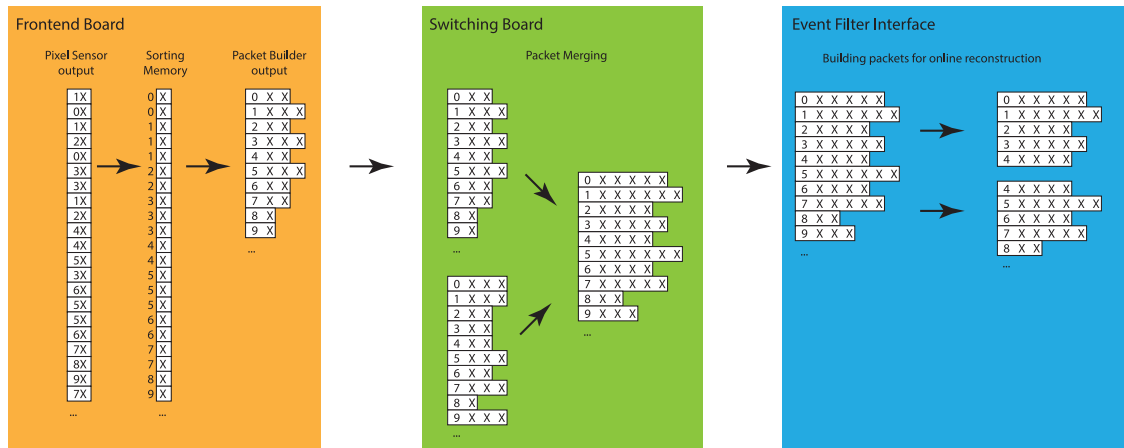 Frontend Board
Pixel Sensor
output
1X
0X
1X
2X
0X
3X
3X
1X
2X
4X
4X
5X
3X
6X
5X
5X
6X
7X
8X
9X
7X
...
Sorting
Memory
0 X
0 X
1 X
1 X
1 X
2 X
2 X
3 X
3 X
3 X
4 X
4 X
5 X
5 X
5 X
6 X
6 X
7 X
7 X
8 X
9 X
...
Packet Builder
output
0 X X
1 X X X
2 X X
3 X X X
4 X X
5 X X X
6 X X
7 X X
8 X
9 X
...
Switching Board
Packet Merging
0 X X
1 X X X
2 X X
3 X X X
4 X X
5 X X X
6 X X
7 X X
8 X
9 X
...
0 X X X
1 X X X
2 X X
3 X X
4 X X
5 X X X
6 X X
7 X X X
8 X
9 X X X
...
0 X X X X X
1 X X X X X X
2 X X X X
3 X X X X X
4 X X X X
5 X X X X X X
6 X X X X
7 X X X X X
8 X X
9 X X X
...
Event Filter Interface
Building packets for online reconstruction
0 X X X X X
1 X X X X X X
2 X X X X
3 X X X X X
4 X X X X
5 X X X X X X
6 X X X X
7 X X X X X
8 X X
9 X X X
...
0 X X X X X
1 X X X X X X
2 X X X X
3 X X X X X
4 X X X X
4 X X X X
5 X X X X X X
6 X X X X
7 X X X X X
8 X X
...